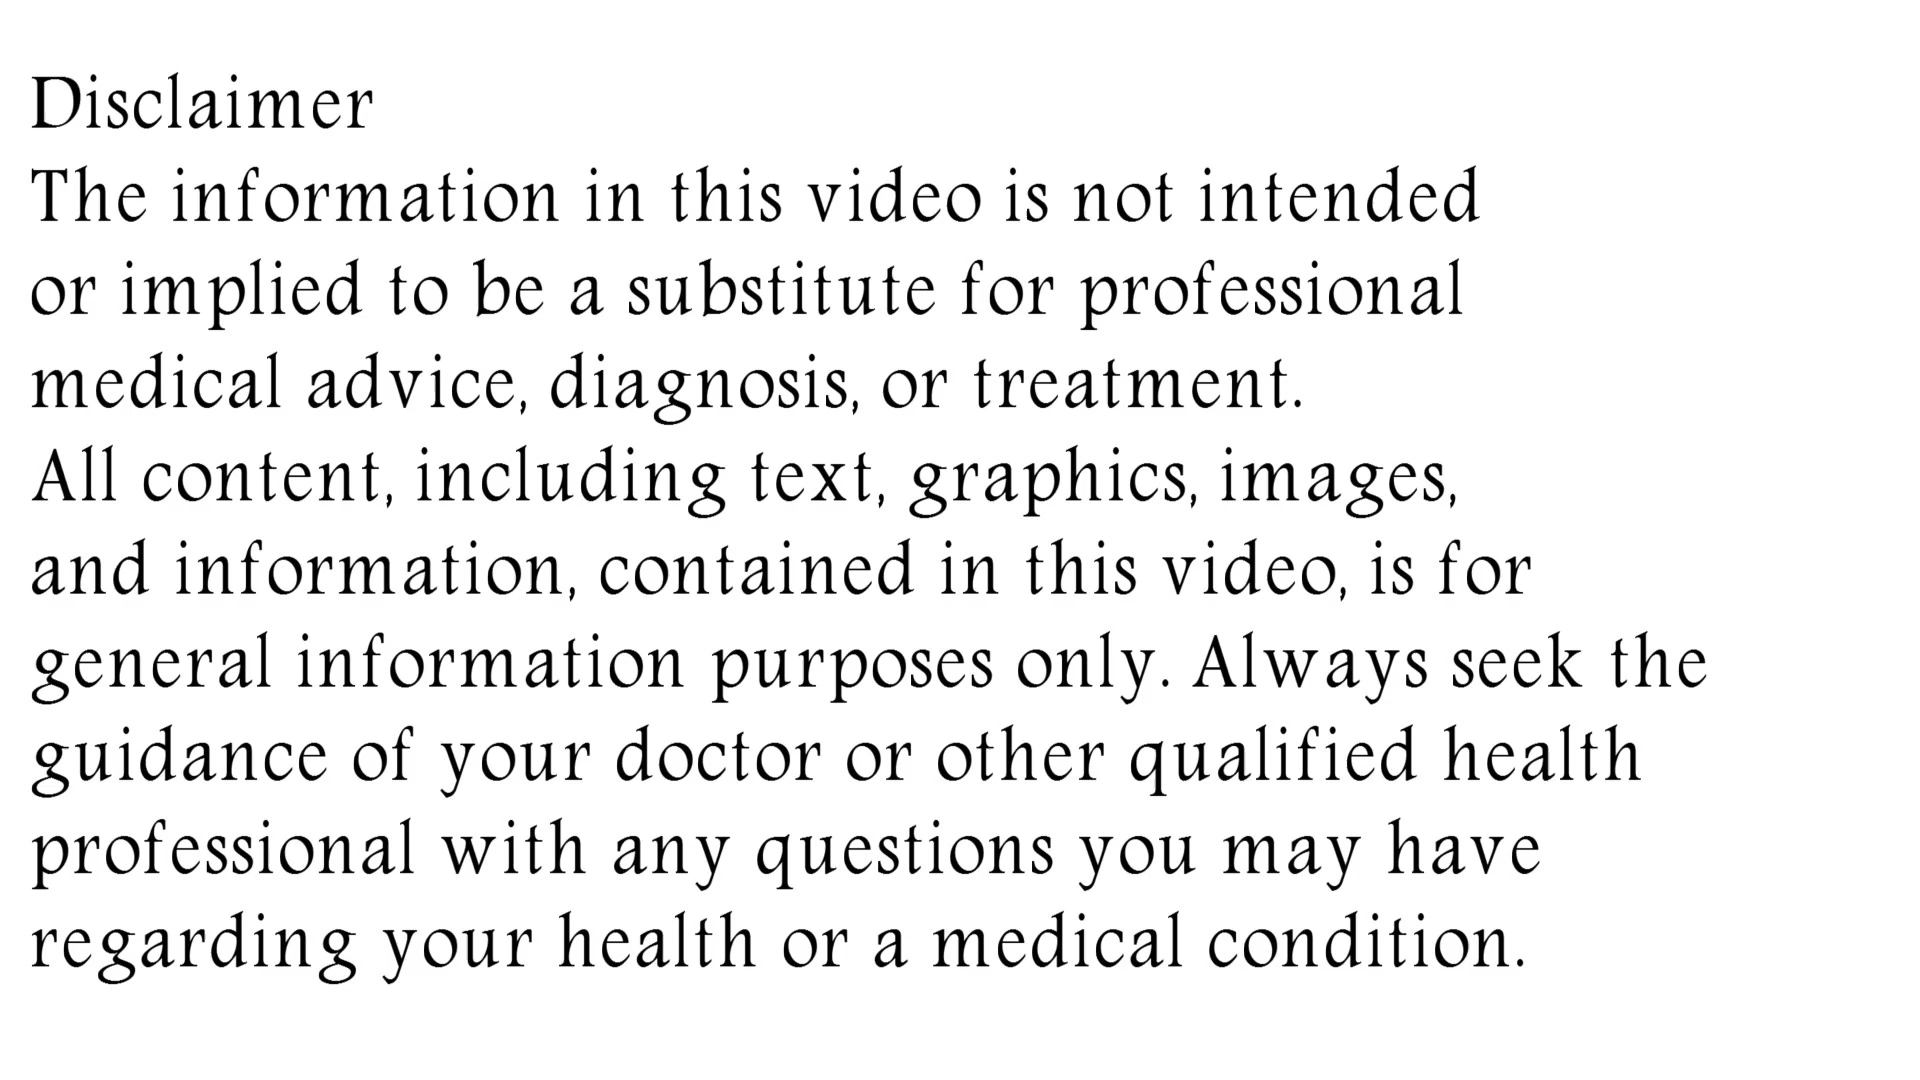 Disclaimer
The information in this video is not intended
or implied to be a substitute for professional
medical advice, diagnosis, or treatment.
All content, including text, graphics, images,
and information, contained in this video, is for
general information purposes only. Always seek the
guidance of your doctor or other qualified health
professional with any questions you may have
regarding your health or a medical condition.